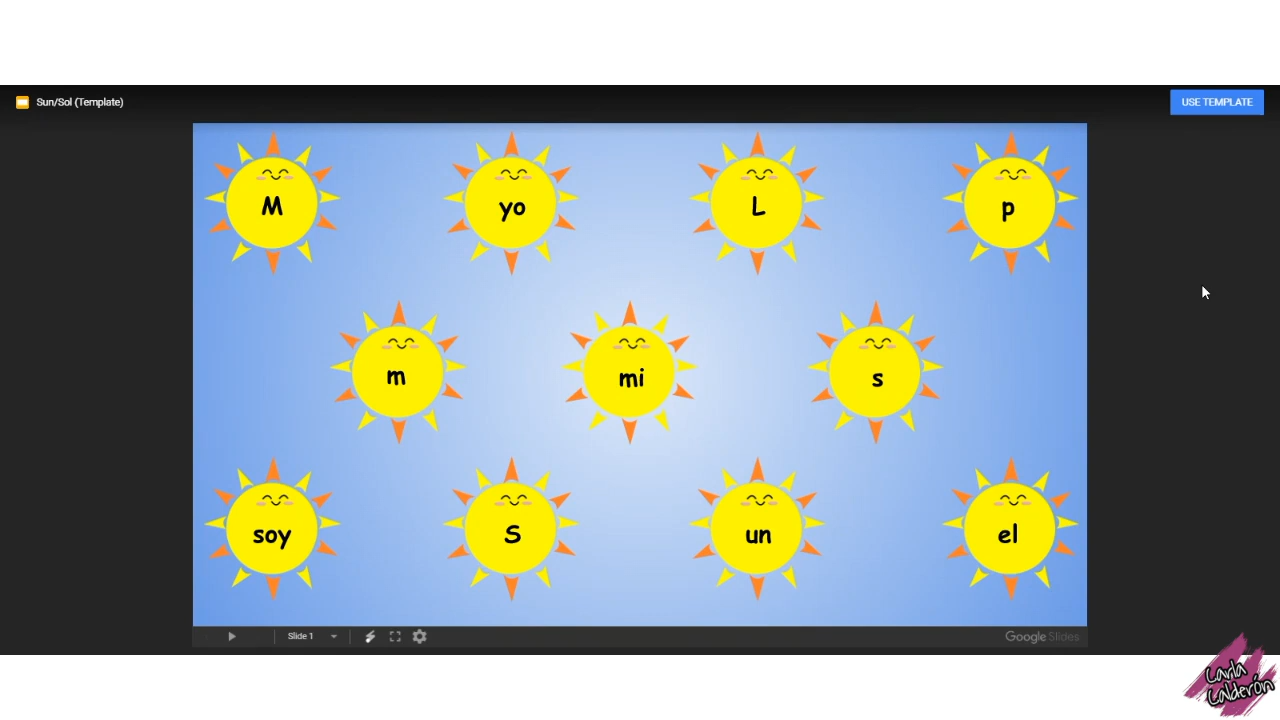 Sun/Sol (Template)
USE TEMPLATE
M yo L p
m mi s
soy S un el
Slide 1
Google Slides
Carla
Calderón